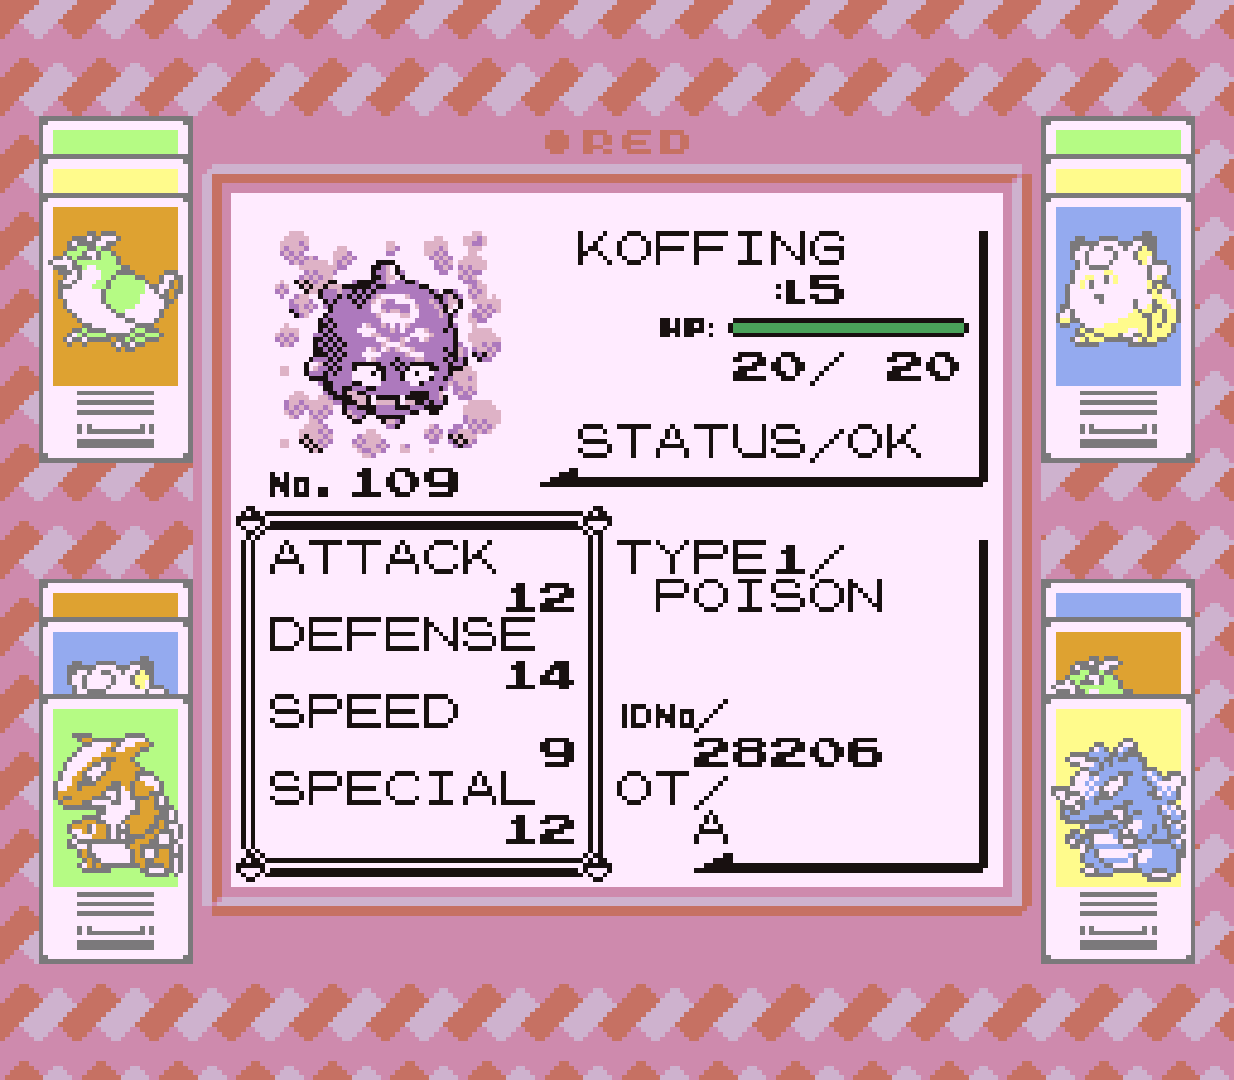 RED
KOFFING
:L5
HP:
20/ 20
STATUS/OK
No. 109
ATTACK
12
DEFENSE
14
SPEED
9
SPECIAL
12
TYPE1/
POISON
IDNo/
28206
OT/
A